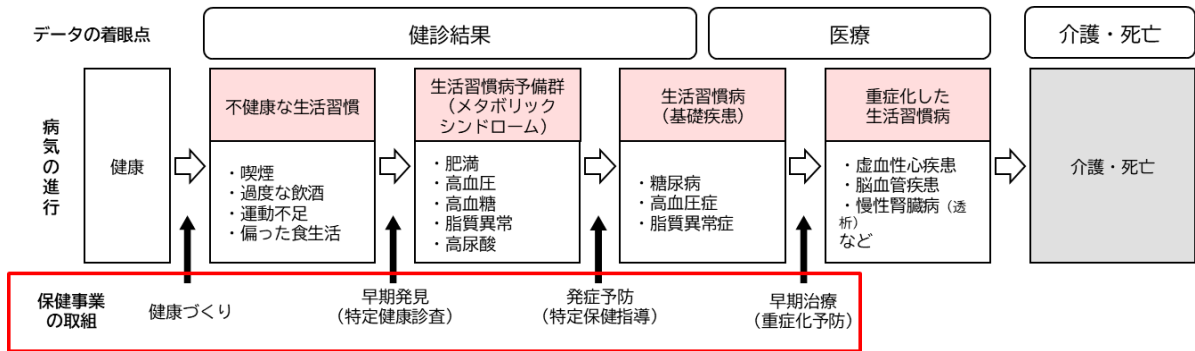 データの着眼点
健診結果
医療
介護・死亡
病気の進行
健康
不健康な生活習慣
・喫煙
・過度な飲酒
・運動不足
・偏った食生活
生活習慣病予備群
(メタボリック
シンドローム)
・肥満
・高血圧
・高血糖
・脂質異常
・高尿酸
生活習慣病
(基礎疾患)
・糖尿病
・高血圧症
・脂質異常症
重症化した
生活習慣病
・虚血性心疾患
・脳血管疾患
・慢性腎臓病(透
析)
など
介護・死亡
保健事業
の取組
健康づくり
早期発見
(特定健康診査)
発症予防
(特定保健指導)
早期治療
(重症化予防)